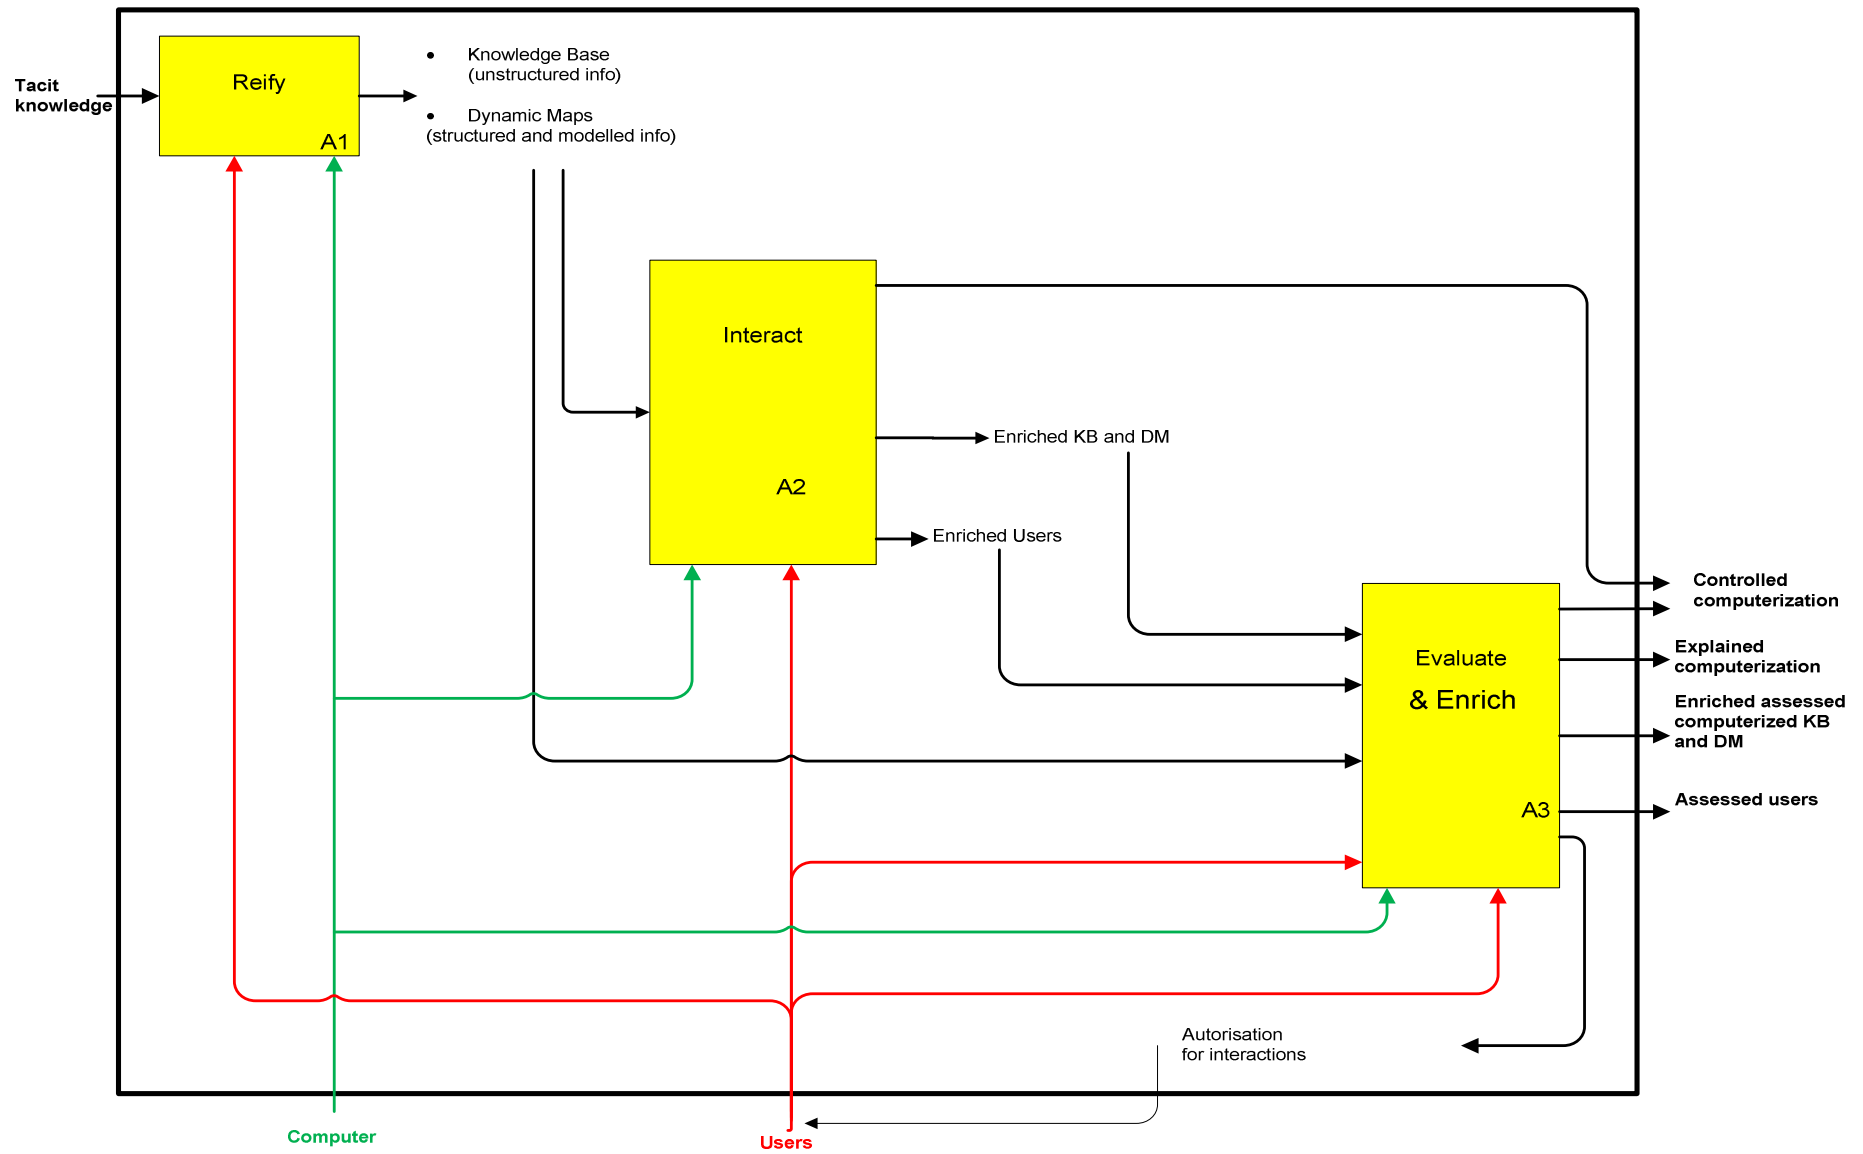 Tacit
knowledge
Reify
A1
• Knowledge Base
(unstructured info)
• Dynamic Maps
(structured and modelled info)
Interact
A2
Enriched KB and DM
Enriched Users
Evaluate
& Enrich
A3
Controlled
computerization
Explained
computerization
Enriched assessed
computerized KB
and DM
Assessed users
Autorisation
for interactions
Computer
Users